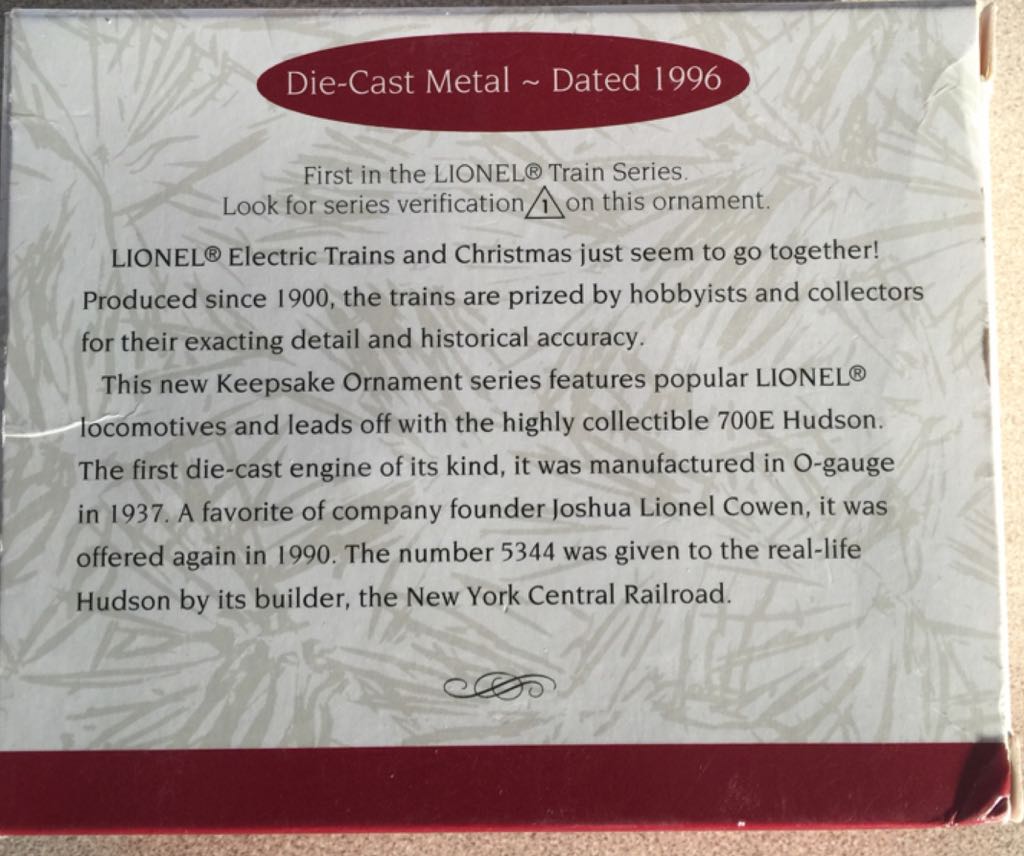 Die-Cast Metal ~ Dated 1996
First in the LIONEL® Train Series.
Look for series verification 1 on this ornament.
LIONEL® Electric Trains and Christmas just seem to go together!
Produced since 1900, the trains are prized by hobbyists and collectors
for their exacting detail and historical accuracy.
This new Keepsake Ornament series features popular LIONEL®
locomotives and leads off with the highly collectible 700E Hudson.
The first die-cast engine of its kind, it was manufactured in O-gauge
in 1937. A favorite of company founder Joshua Lionel Cowen, it was
offered again in 1990. The number 5344 was given to the real-life
Hudson by its builder, the New York Central Railroad.